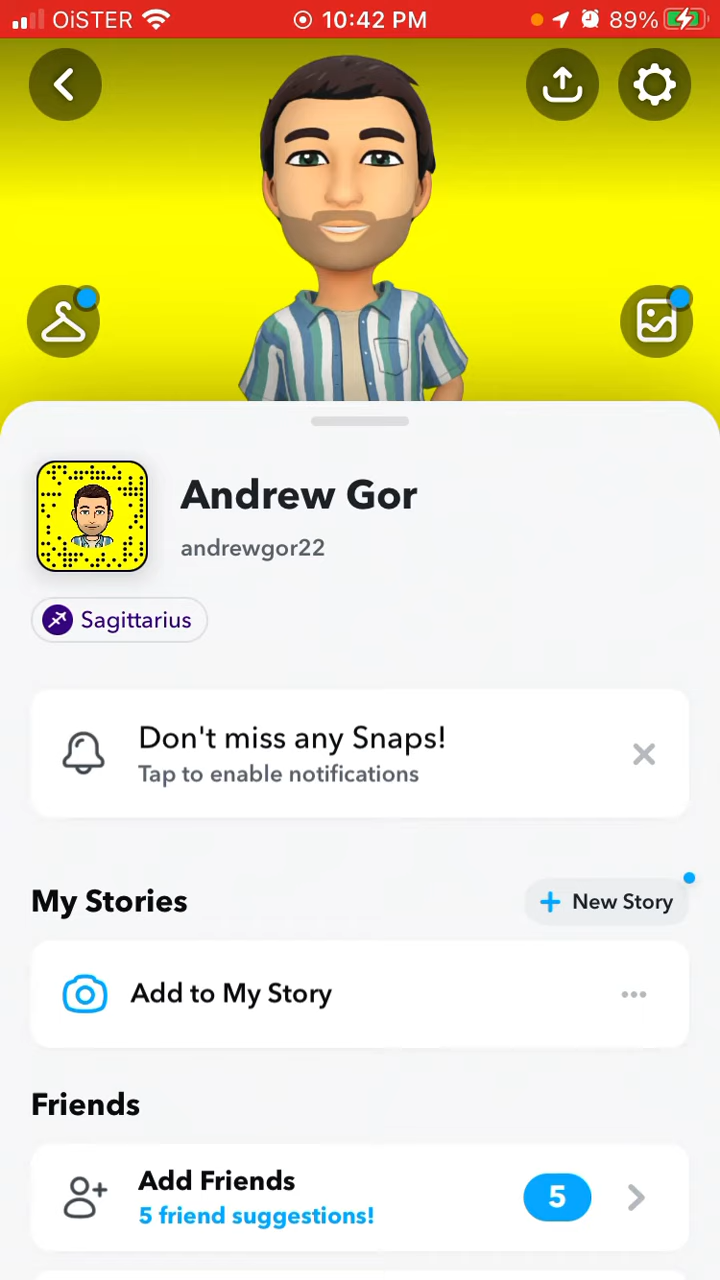 OiSTER 10:42 PM 89%
Andrew Gor
andrewgor22
Sagittarius
Don't miss any Snaps!
Tap to enable notifications
My Stories
+ New Story
Add to My Story
Friends
Add Friends
5 friend suggestions!
5